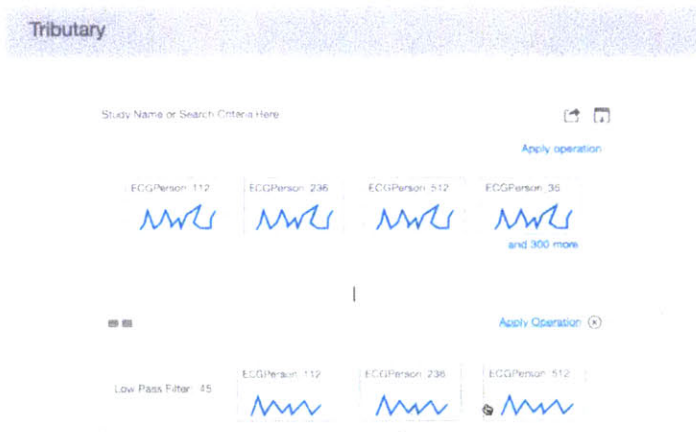 Tributary
Study Name or Search Criteria Here
Apply operation
ECGPerson 112 ECGPerson 236 ECGPerson 512 ECGPerson 35
and 300 more
Apply Operation
ECGPerson 112 ECGPerson 236 ECGPerson 512
Low Pass Filter 45